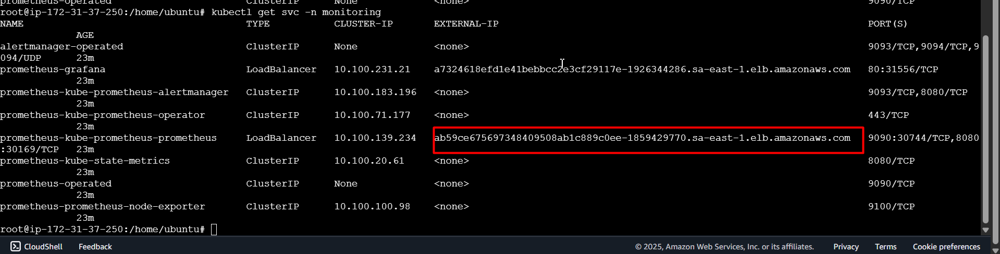 prometheus-operated ClusterIP None <none> 9090/TCP
root@ip-172-31-37-250:/home/ubuntu# kubectl get svc -n monitoring
NAME TYPE CLUSTER-IP EXTERNAL-IP PORT(S)
AGE
alertmanager-operated ClusterIP None <none> 9093/TCP,9094/TCP,9
094/UDP 23m
prometheus-grafana LoadBalancer 10.100.231.21 a7324618efd1e41bebbcc2e3cf29117e-1926344286.sa-east-1.elb.amazonaws.com 80:31556/TCP
23m
prometheus-kube-prometheus-alertmanager ClusterIP 10.100.183.196 <none> 9093/TCP,8080/TCP
23m
prometheus-kube-prometheus-operator ClusterIP 10.100.71.177 <none> 443/TCP
23m
prometheus-kube-prometheus-prometheus LoadBalancer 10.100.139.234 ab59ce675697348409508ab1c889c0ee-1859429770.sa-east-1.elb.amazonaws.com 9090:30744/TCP,8080
:30169/TCP 23m
prometheus-kube-state-metrics ClusterIP 10.100.20.61 <none> 8080/TCP
23m
prometheus-operated ClusterIP None <none> 9090/TCP
23m
prometheus-prometheus-node-exporter ClusterIP 10.100.100.98 <none> 9100/TCP
23m
root@ip-172-31-37-250:/home/ubuntu#
CloudShell Feedback © 2025, Amazon Web Services, Inc. or its affiliates. Privacy Terms Cookie preferences